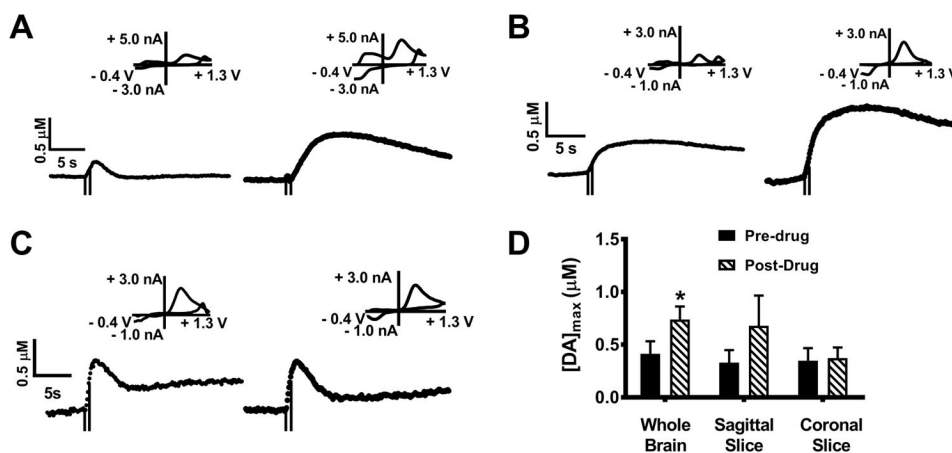 A
+ 5.0 nA
- 0.4 V
+ 1.3 V
- 3.0 nA
+ 5.0 nA
- 0.4 V
+ 1.3 V
- 3.0 nA
0.5 μM
5 s
B
+ 3.0 nA
- 0.4 V
+ 1.3 V
- 1.0 nA
+ 3.0 nA
- 0.4 V
+ 1.3 V
- 1.0 nA
0.5 μM
5 s
C
+ 3.0 nA
- 0.4 V
+ 1.3 V
- 1.0 nA
+ 3.0 nA
- 0.4 V
+ 1.3 V
- 1.0 nA
0.5 μM
5s
D
Pre-drug
Post-Drug
[DA]max (μM)
1.5
1.0
0.5
0.0
*
Whole Brain
Sagittal Slice
Coronal Slice